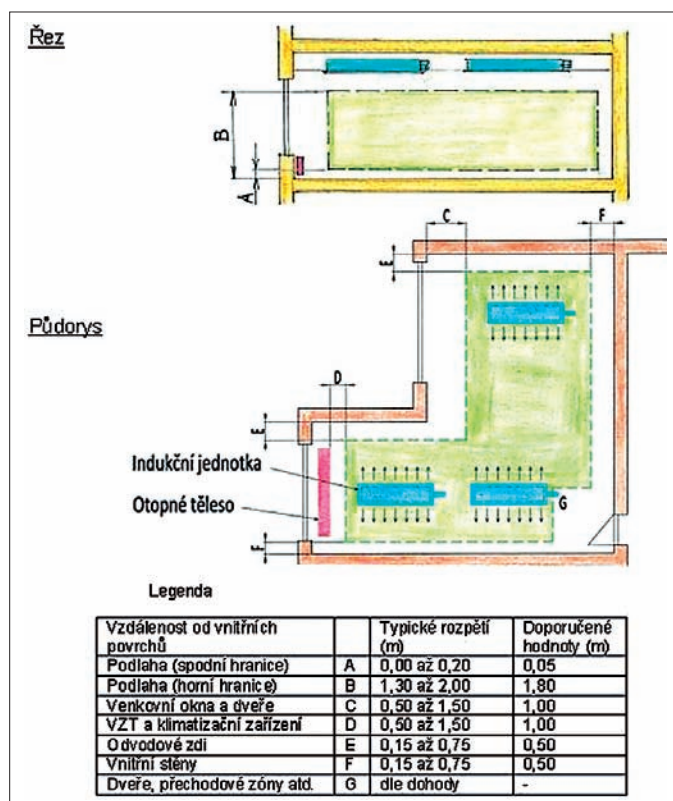 Řez
B
A
C
F
E
Půdorys
D
E
Indukční jednotka
G
Otopné těleso
F
Legenda
Vzdálenost od vnitřních povrchů | | Typické rozpětí (m) | Doporučené hodnoty (m)
Podlaha (spodní hranice) A 0,00 až 0,20 0,05
Podlaha (horní hranice) B 1,30 až 2,00 1,80
Venkovní okna a dveře C 0,50 až 1,50 1,00
VZT a klimatizační zařízení D 0,50 až 1,50 1,00
Odvodové zdi E 0,15 až 0,75 0,50
Vnitřní stěny F 0,15 až 0,75 0,50
Dveře, přechodové zóny atd. G dle dohody -